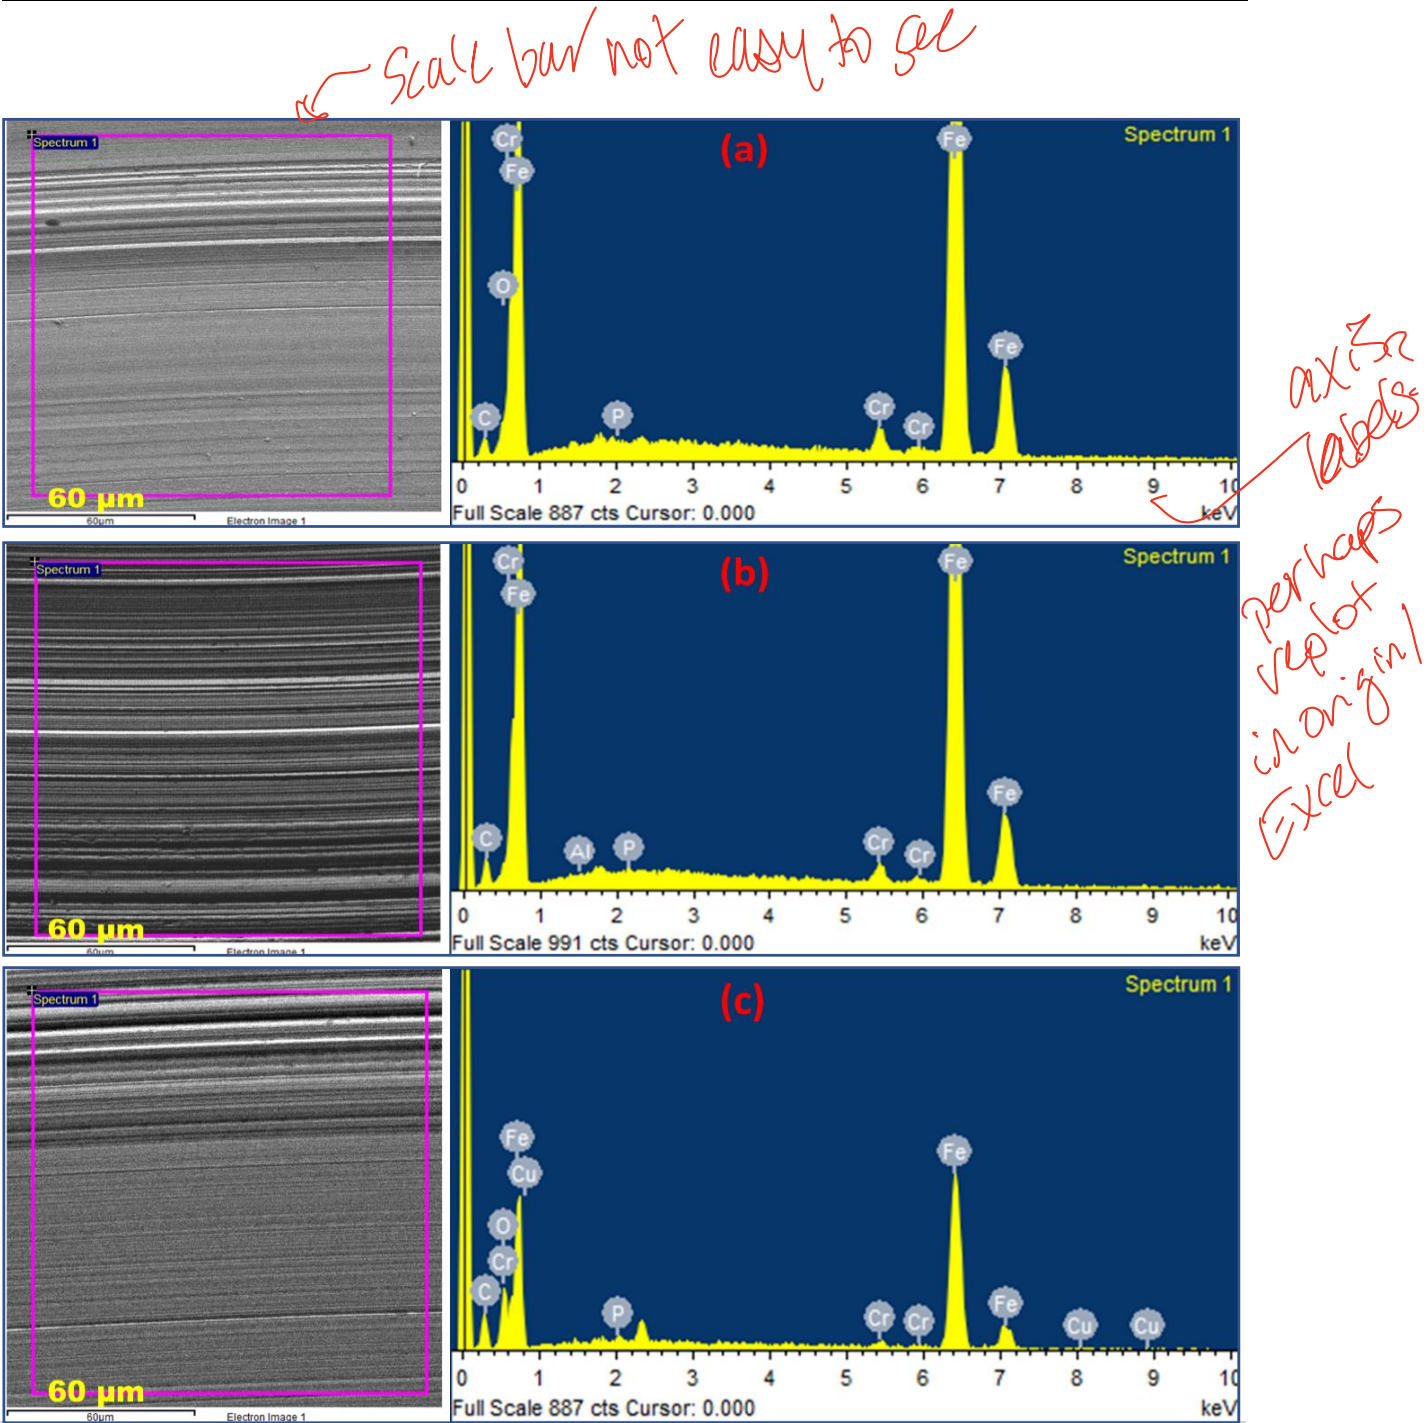 Scale bar not easy to see
Spectrum 1
60 µm
60µm
Electron Image 1
(a)
Spectrum 1
Cr
Fe
O
C
P
Cr
Cr
Fe
Fe
0 1 2 3 4 5 6 7 8 9 10
Full Scale 887 cts Cursor: 0.000
keV
axis
labels
perhaps
replot
in origin/
Excel
Spectrum 1
60 µm
60µm
Electron Image 1
(b)
Spectrum 1
Cr
Fe
C
Al
P
Cr
Cr
Fe
Fe
0 1 2 3 4 5 6 7 8 9 10
Full Scale 991 cts Cursor: 0.000
keV
Spectrum 1
60 µm
60µm
Electron Image 1
(c)
Spectrum 1
Fe
Cu
O
Cr
C
P
Cr
Cr
Fe
Fe
Cu
Cu
0 1 2 3 4 5 6 7 8 9 10
Full Scale 887 cts Cursor: 0.000
keV